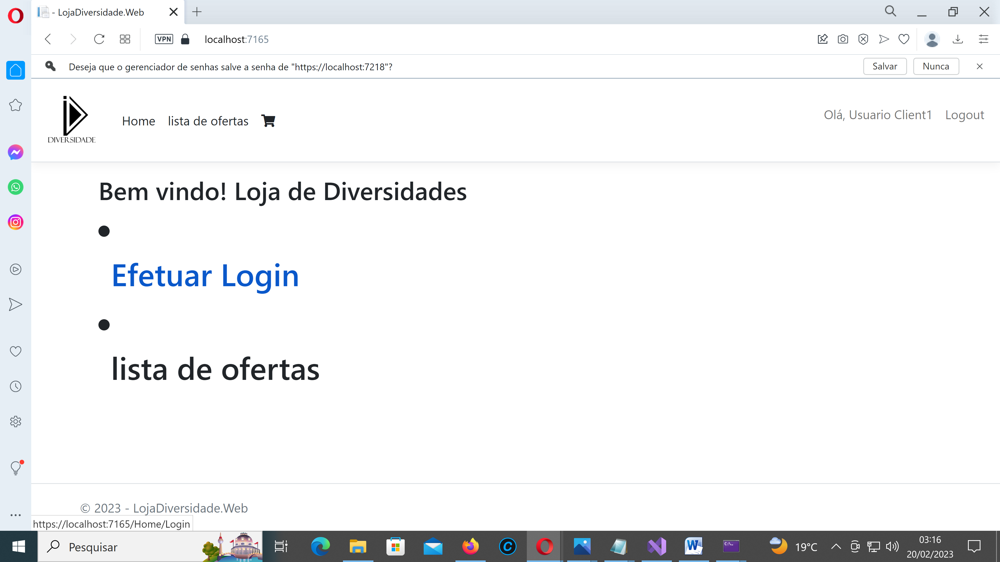 - LojaDiversidade.Web
VPN
localhost:7165
Deseja que o gerenciador de senhas salve a senha de "https://localhost:7218"?
Salvar
Nunca
DIVERSIDADE
Home
lista de ofertas
Olá, Usuario Client1
Logout
Bem vindo! Loja de Diversidades
Efetuar Login
lista de ofertas
© 2023 - LojaDiversidade.Web
https://localhost:7165/Home/Login
Pesquisar
19°C
03:16
20/02/2023